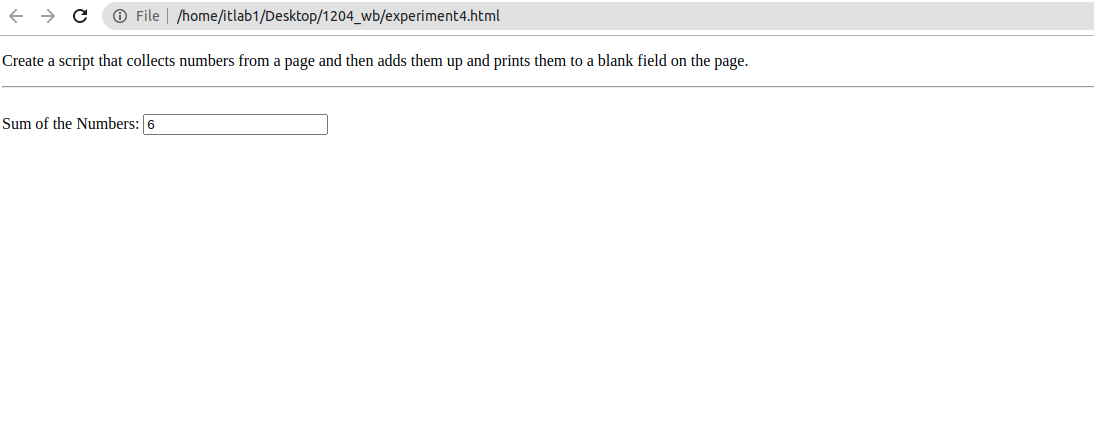 File /home/itlab1/Desktop/1204_wb/experiment4.html
Create a script that collects numbers from a page and then adds them up and prints them to a blank field on the page.
Sum of the Numbers: 6